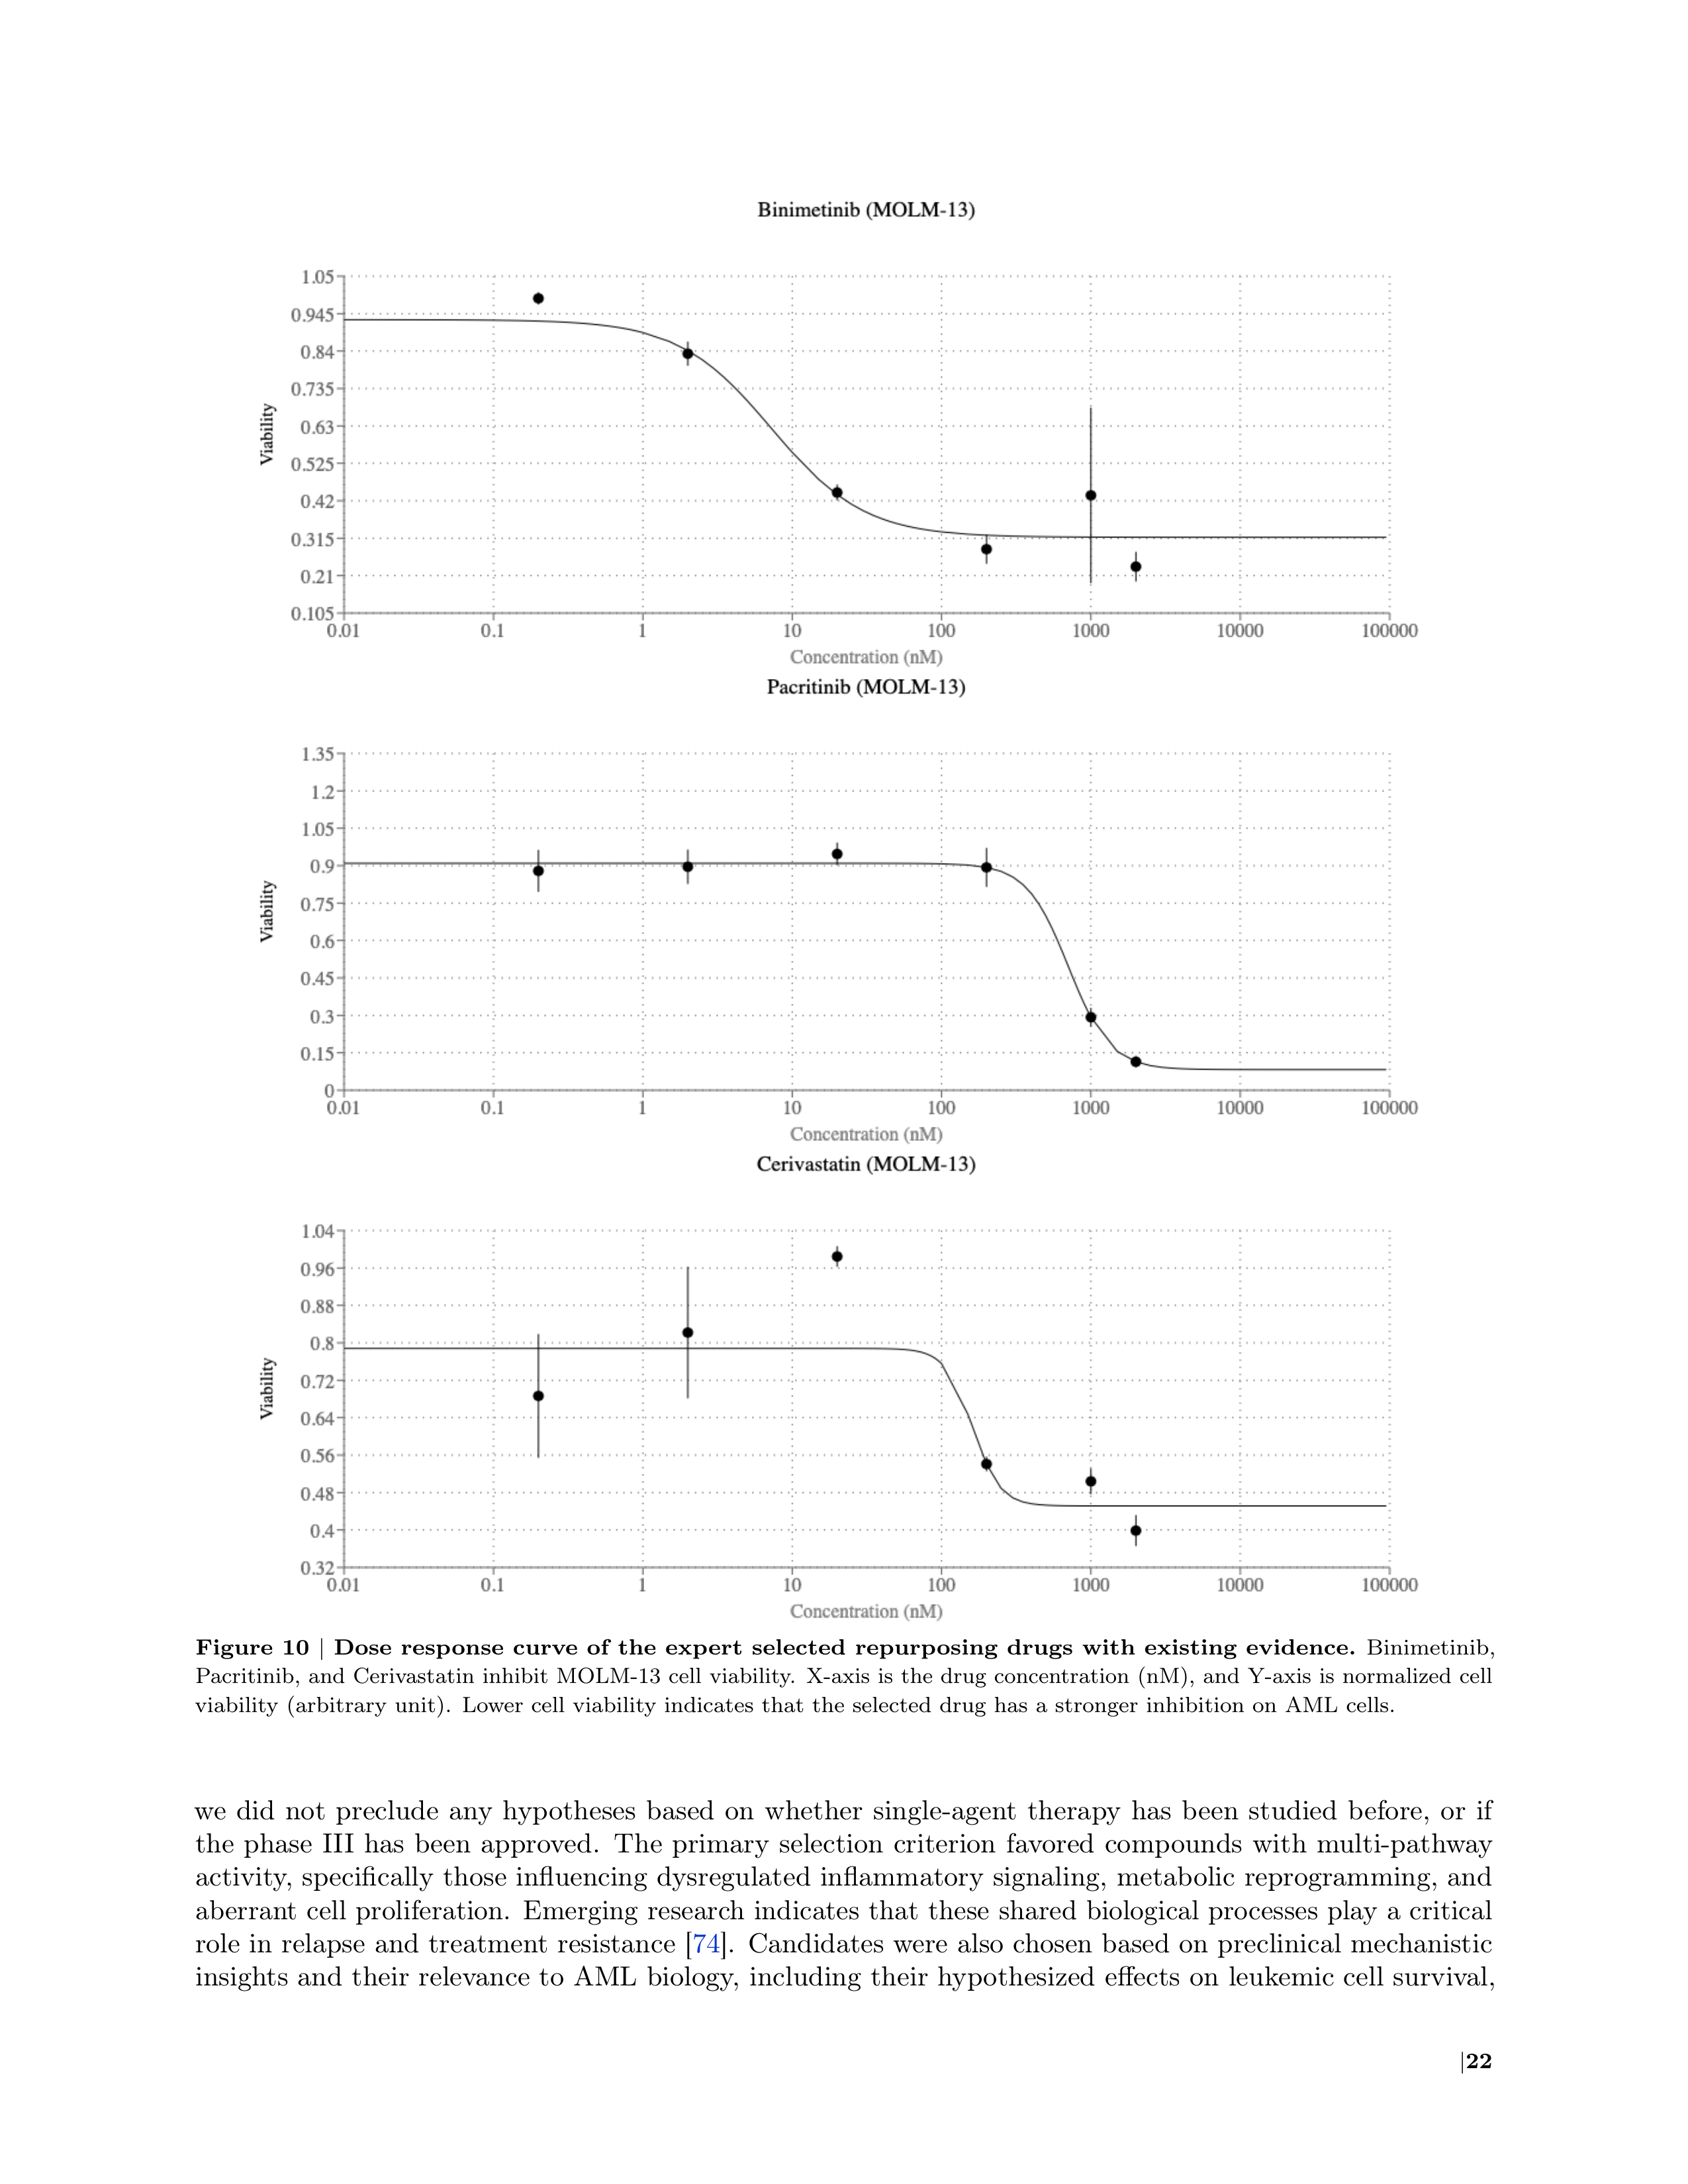 Binimetinib (MOLM-13)
1.05
0.945
0.84
0.735
0.63
0.525
0.42
0.315
0.21
0.105
Viability
0.01 0.1 1 10 100 1000 10000 100000
Concentration (nM)
Pacritinib (MOLM-13)
1.35
1.2
1.05
0.9
0.75
0.6
0.45
0.3
0.15
0
Viability
0.01 0.1 1 10 100 1000 10000 100000
Concentration (nM)
Cerivastatin (MOLM-13)
1.04
0.96
0.88
0.8
0.72
0.64
0.56
0.48
0.4
0.32
Viability
0.01 0.1 1 10 100 1000 10000 100000
Concentration (nM)
Figure 10 | Dose response curve of the expert selected repurposing drugs with existing evidence. Binimetinib,
Pacritinib, and Cerivastatin inhibit MOLM-13 cell viability. X-axis is the drug concentration (nM), and Y-axis is normalized cell
viability (arbitrary unit). Lower cell viability indicates that the selected drug has a stronger inhibition on AML cells.
we did not preclude any hypotheses based on whether single-agent therapy has been studied before, or if
the phase III has been approved. The primary selection criterion favored compounds with multi-pathway
activity, specifically those influencing dysregulated inflammatory signaling, metabolic reprogramming, and
aberrant cell proliferation. Emerging research indicates that these shared biological processes play a critical
role in relapse and treatment resistance [74]. Candidates were also chosen based on preclinical mechanistic
insights and their relevance to AML biology, including their hypothesized effects on leukemic cell survival,
|22